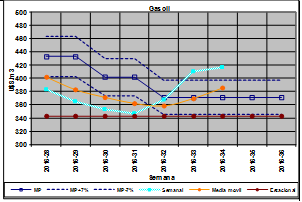 Gas oil
600
580
560
540
520
500
480
460
440
420
400
380
360
340
320
300
US$/m3
2016-28
2016-29
2016-30
2016-31
2016-32
2016-33
2016-34
2016-35
2016-36
Semana
MP
MP+7%
MP-7%
Semanal
Media movil
Estacional